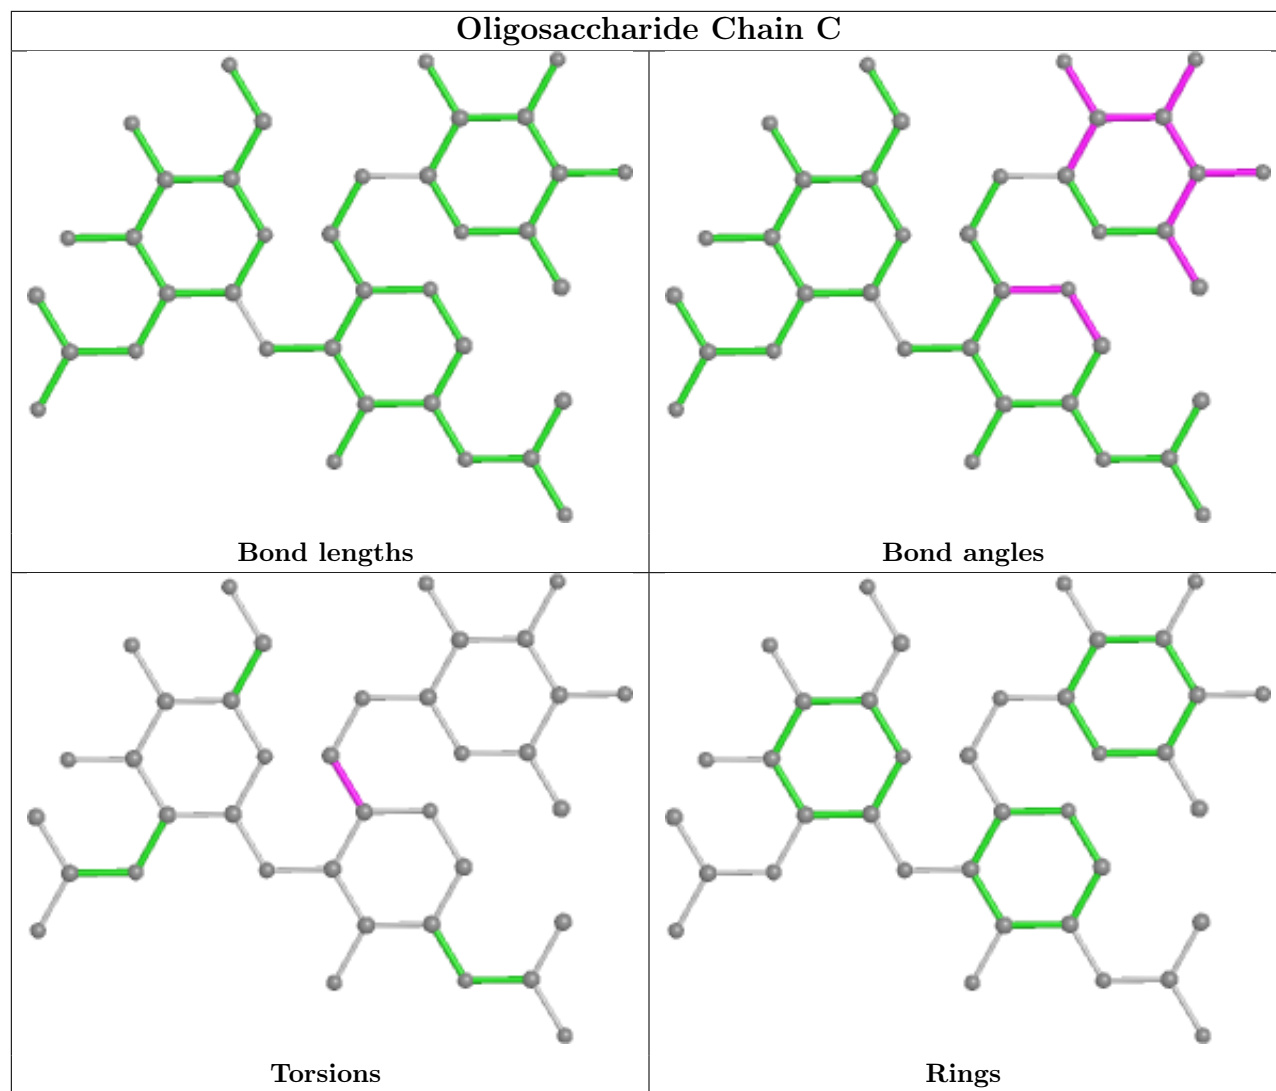 Oligosaccharide Chain C
Bond lengths
Bond angles
Torsions
Rings